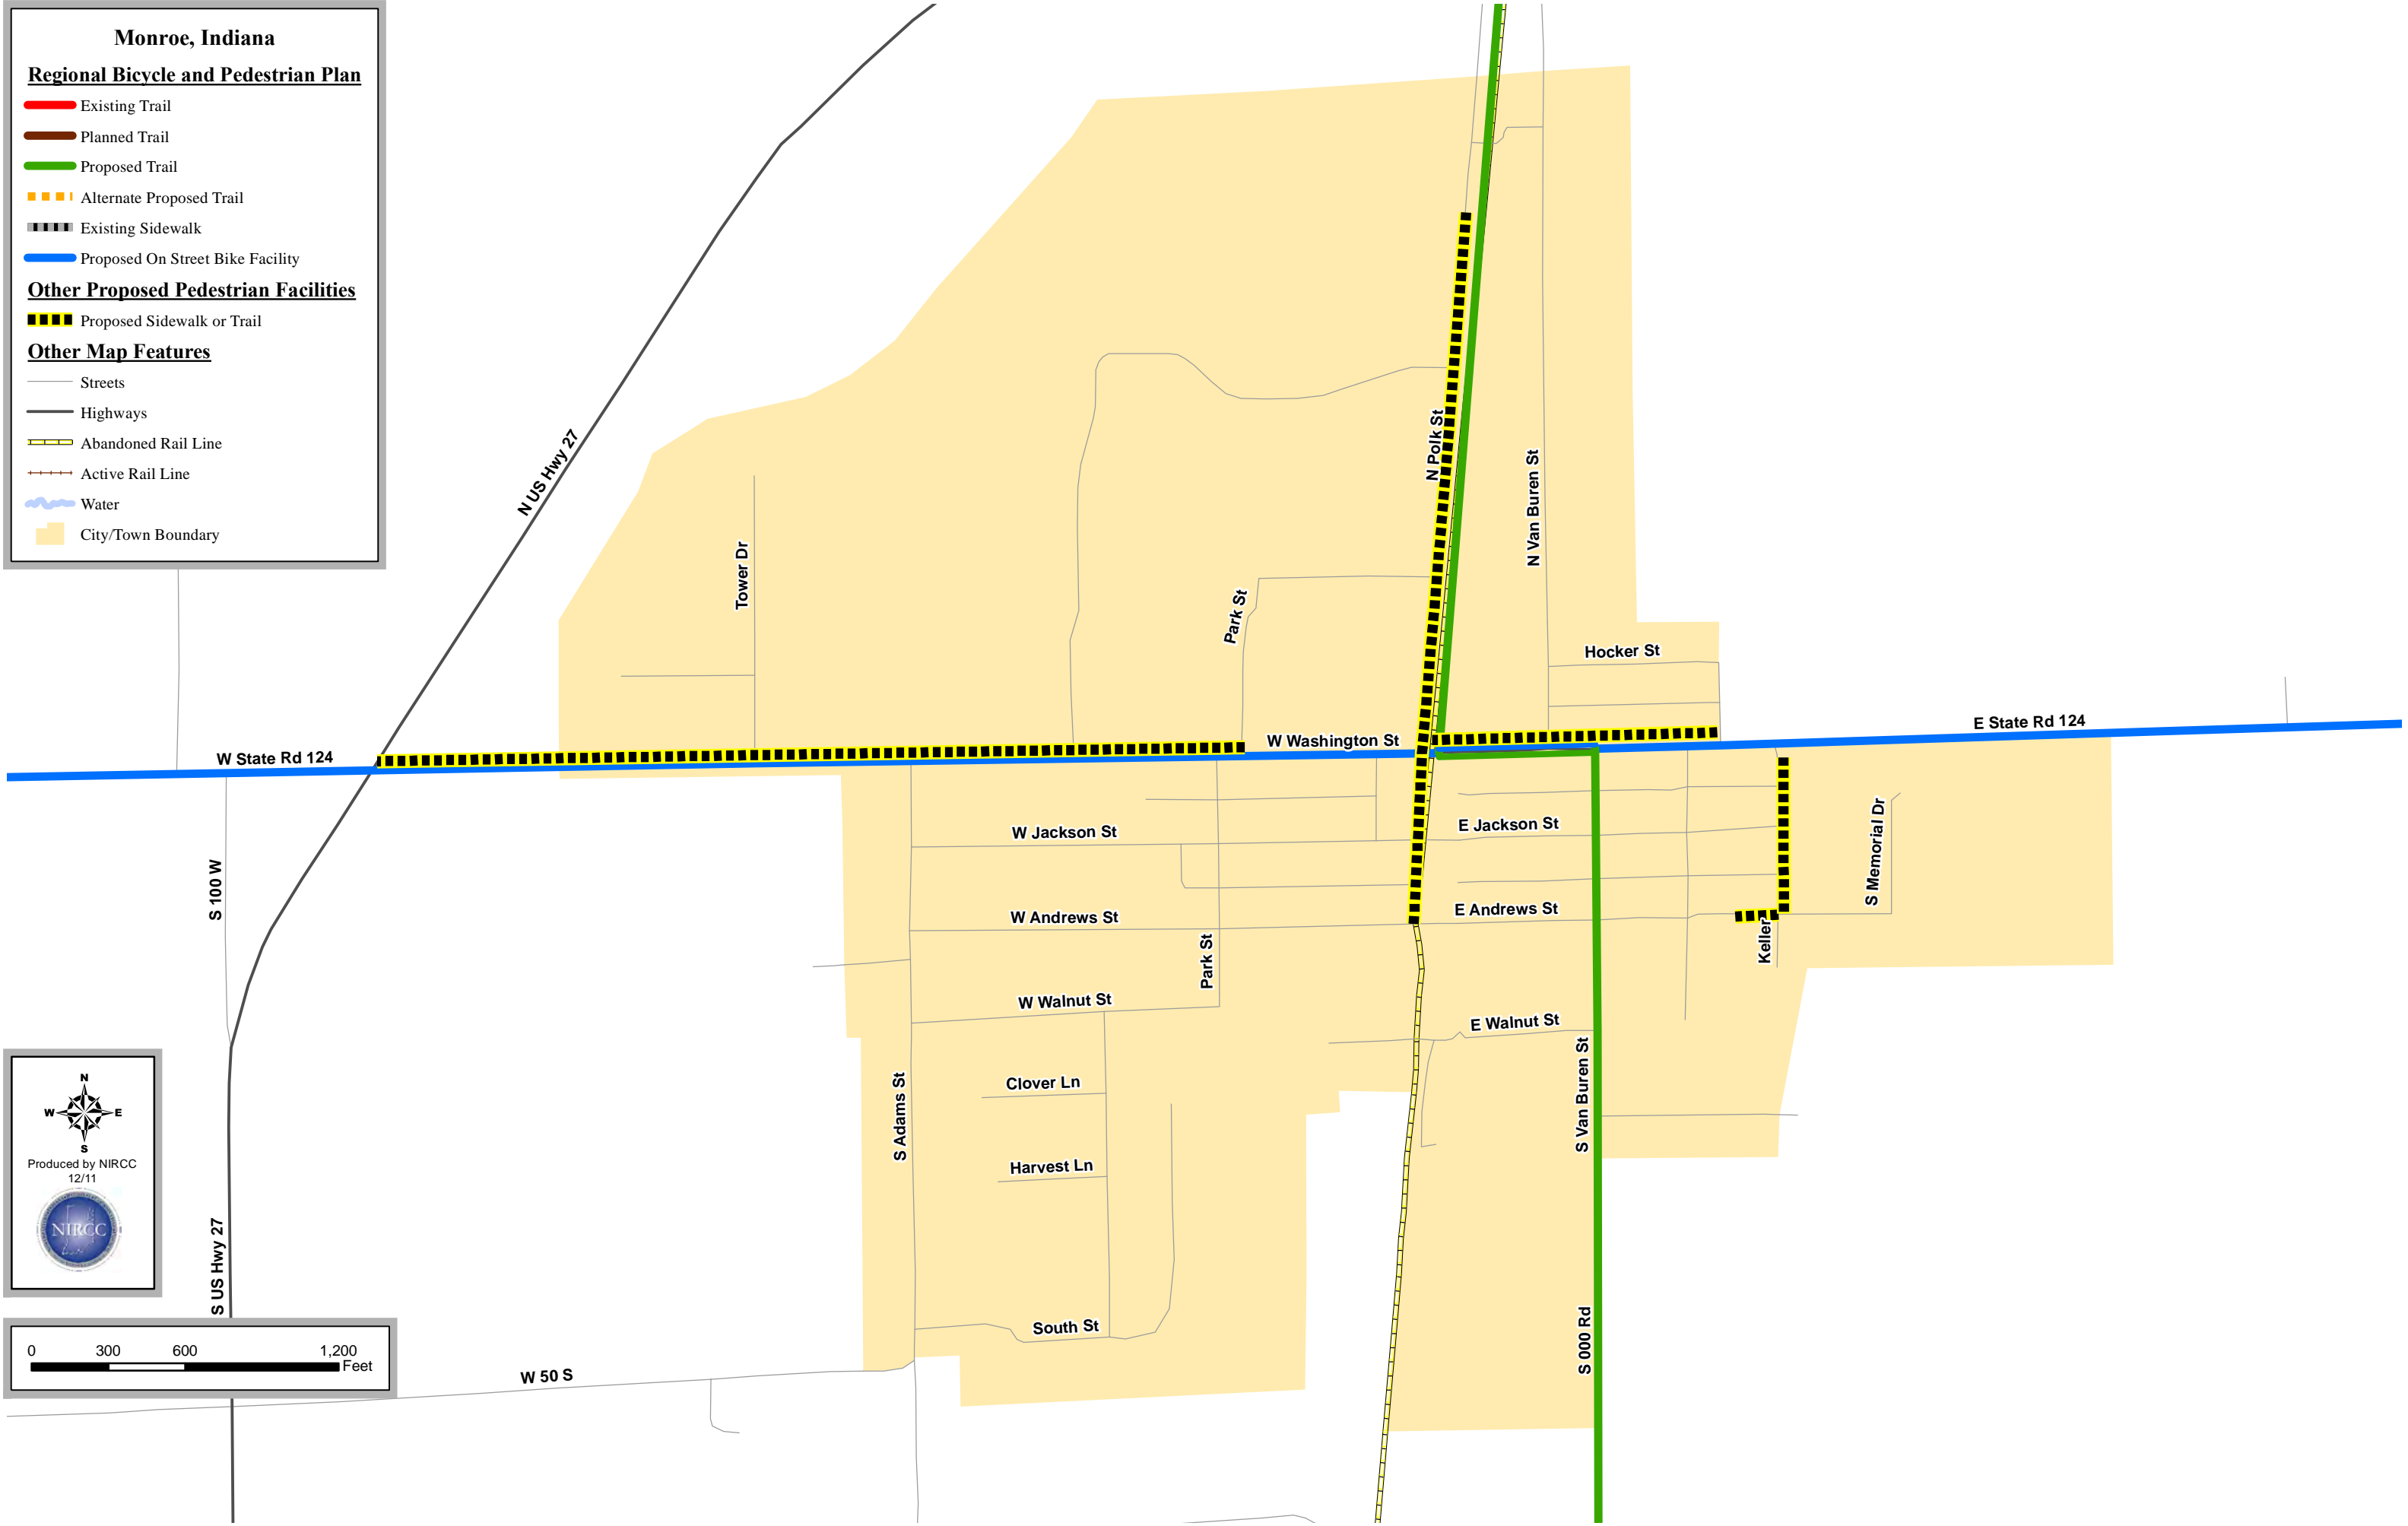 Monroe, Indiana
Regional Bicycle and Pedestrian Plan
Existing Trail
Planned Trail
Proposed Trail
Alternate Proposed Trail
Existing Sidewalk
Proposed On Street Bike Facility
Other Proposed Pedestrian Facilities
Proposed Sidewalk or Trail
Other Map Features
Streets
Highways
Abandoned Rail Line
Active Rail Line
Water
City/Town Boundary
N US Hwy 27
Tower Dr
Park St
N Polk St
N Van Buren St
Hocker St
W State Rd 124
W Washington St
E State Rd 124
S 100 W
W Jackson St
E Jackson St
S Memorial Dr
W Andrews St
E Andrews St
Keller
Park St
W Walnut St
E Walnut St
S Adams St
Clover Ln
S Van Buren St
Harvest Ln
S US Hwy 27
South St
S 000 Rd
W 50 S
N
W
E
S
Produced by NIRCC
12/11
NIRCC
0 300 600 1,200
Feet